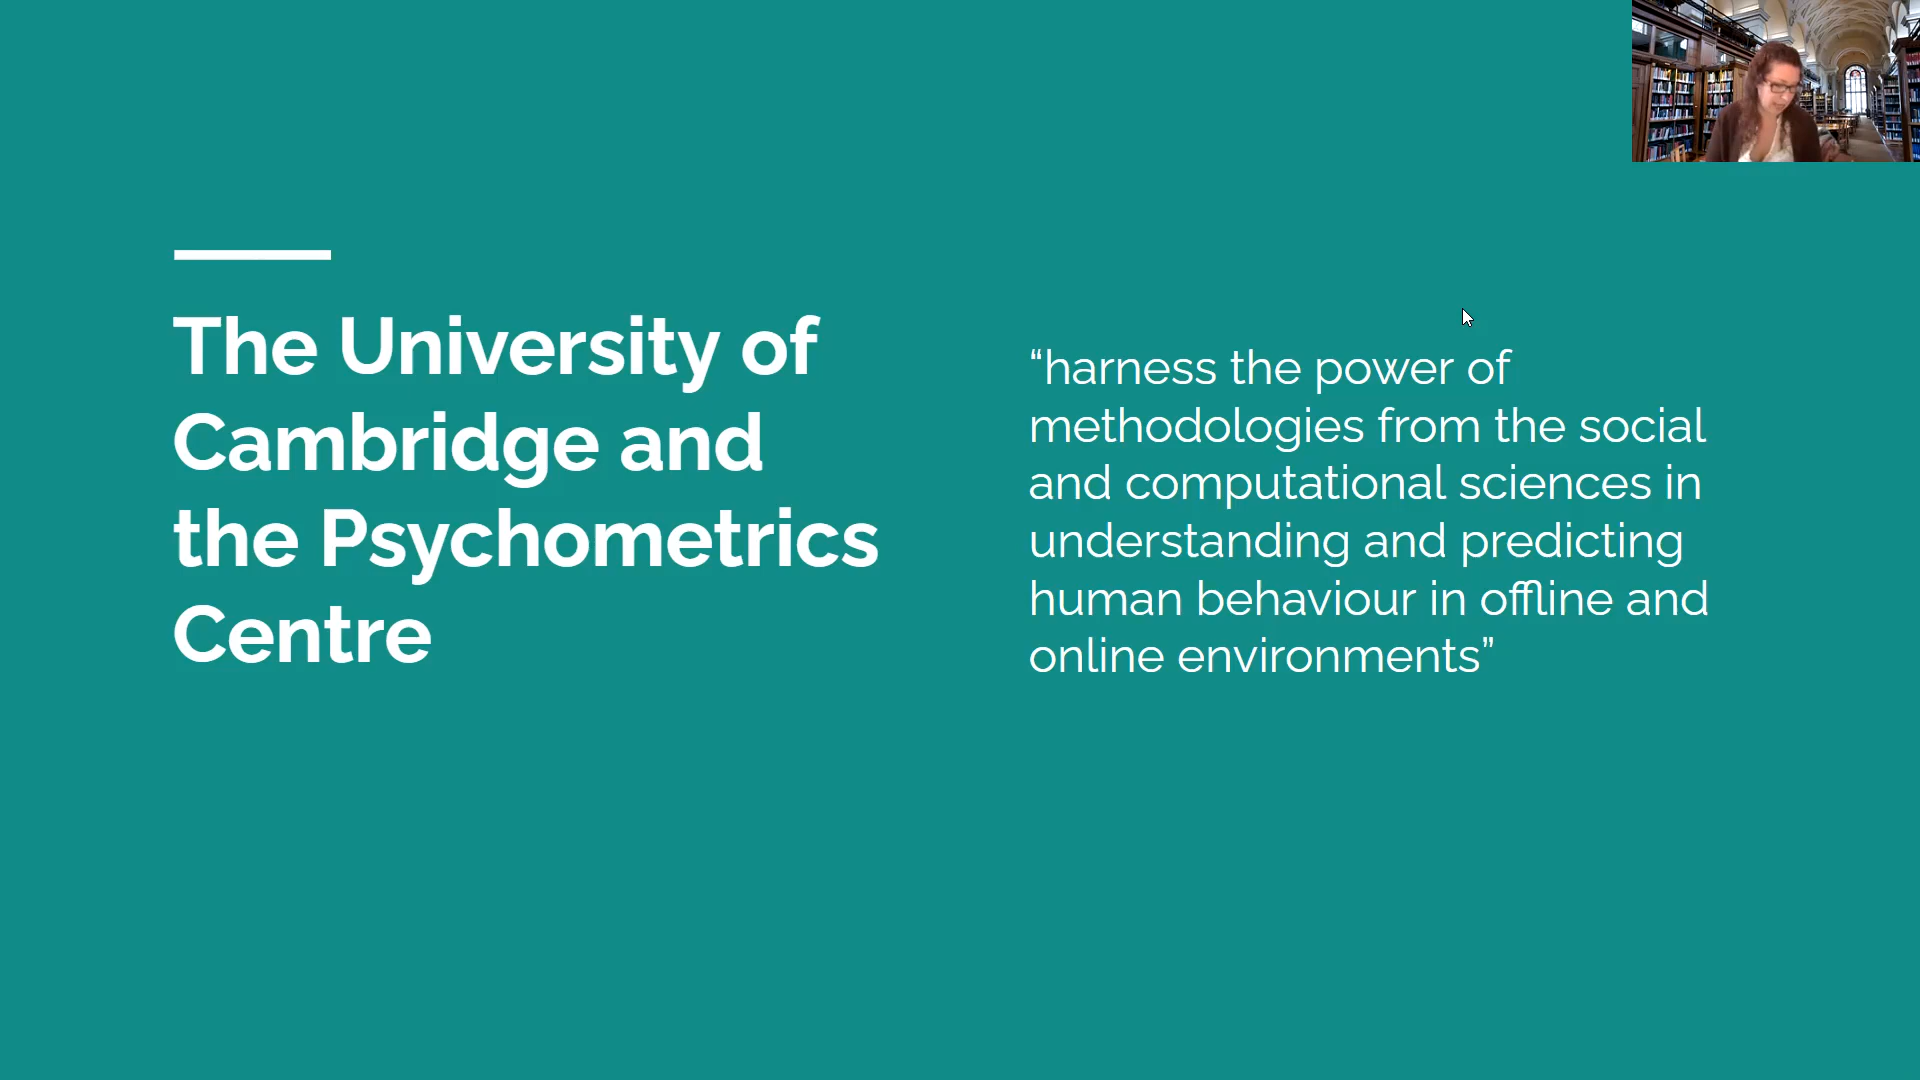 The University of
Cambridge and
the Psychometrics
Centre
“harness the power of
methodologies from the social
and computational sciences in
understanding and predicting
human behaviour in offline and
online environments”